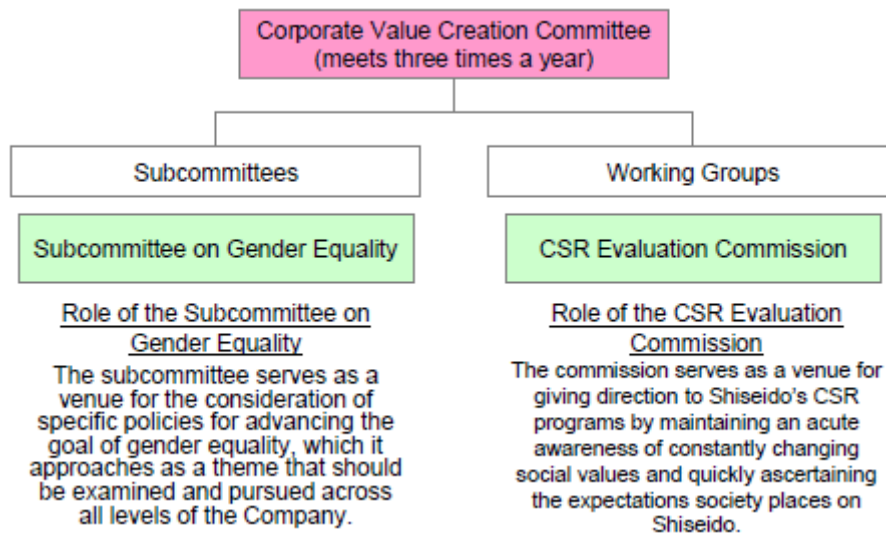 Corporate Value Creation Committee
(meets three times a year)
Subcommittees
Working Groups
Subcommittee on Gender Equality
CSR Evaluation Commission
Role of the Subcommittee on
Gender Equality
The subcommittee serves as a
venue for the consideration of
specific policies for advancing the
goal of gender equality, which it
approaches as a theme that should
be examined and pursued across
all levels of the Company.
Role of the CSR Evaluation
Commission
The commission serves as a venue for
giving direction to Shiseido's CSR
programs by maintaining an acute
awareness of constantly changing
social values and quickly ascertaining
the expectations society places on
Shiseido.